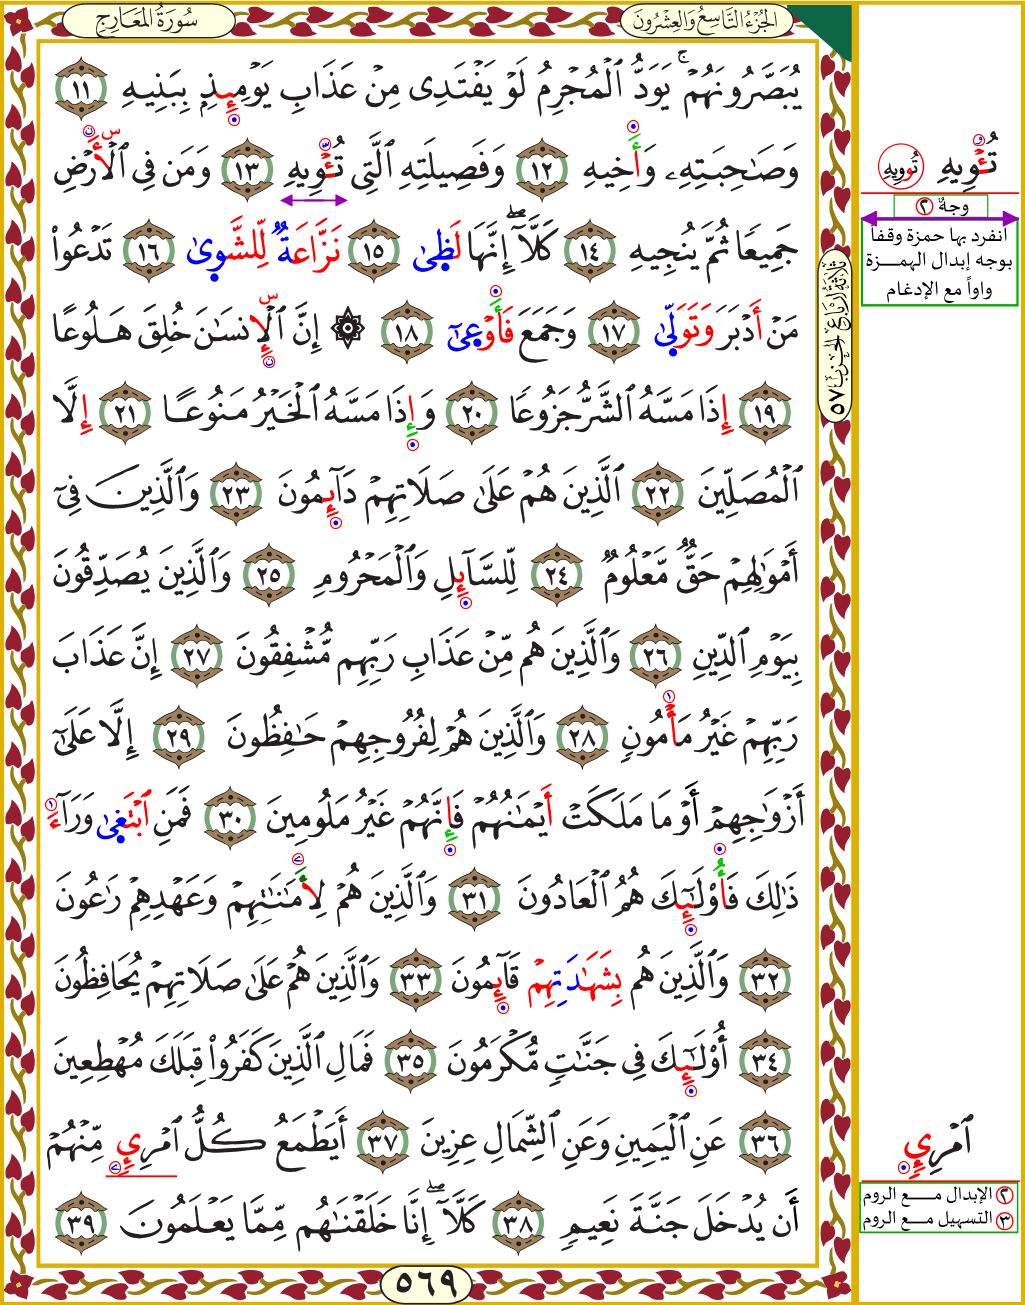 سُورَةُ المَعَارِجِ
الجُزْءُ التَّاسِعُ وَالعِشْرُونَ
يُبَصَّرُونَهُمْ ۚ يَوَدُّ ٱلْمُجْرِمُ لَوْ يَفْتَدِى مِنْ عَذَابِ يَوْمِئِذٍۭ بِبَنِيهِ ١١
وَصَٰحِبَتِهِۦ وَأَخِيهِ ١٢ وَفَصِيلَتِهِ ٱلَّتِى تُـْٔوِيهِ ١٣ وَمَن فِى ٱلْأَرْضِ
جَمِيعًا ثُمَّ يُنجِيهِ ١٤ كَلَّآ ۖ إِنَّهَا لَظَىٰ ١٥ نَزَّاعَةٌ لِّلشَّوَىٰ ١٦ تَدْعُوا۟
مَنْ أَدْبَرَ وَتَوَلَّىٰ ١٧ وَجَمَعَ فَأَوْعَىٰٓ ١٨ ۞ إِنَّ ٱلْإِنسَٰنَ خُلِقَ هَلُوعًا
١٩ إِذَا مَسَّهُ ٱلشَّرُّ جَزُوعًا ٢٠ وَإِذَا مَسَّهُ ٱلْخَيْرُ مَنُوعًا ٢١ إِلَّا
ٱلْمُصَلِّينَ ٢٢ ٱلَّذِينَ هُمْ عَلَىٰ صَلَاتِهِمْ دَآئِمُونَ ٢٣ وَٱلَّذِينَ فِىٓ
أَمْوَٰلِهِمْ حَقٌّ مَّعْلُومٌ ٢٤ لِّلسَّآئِلِ وَٱلْمَحْرُومِ ٢٥ وَٱلَّذِينَ يُصَدِّقُونَ
بِيَوْمِ ٱلدِّينِ ٢٦ وَٱلَّذِينَ هُم مِّنْ عَذَابِ رَبِّهِم مُّشْفِقُونَ ٢٧ إِنَّ عَذَابَ
رَبِّهِمْ غَيْرُ مَأْمُونٍ ٢٨ وَٱلَّذِينَ هُمْ لِفُرُوجِهِمْ حَٰفِظُونَ ٢٩ إِلَّا عَلَىٰٓ
أَزْوَٰجِهِمْ أَوْ مَا مَلَكَتْ أَيْمَٰنُهُمْ فَإِنَّهُمْ غَيْرُ مَلُومِينَ ٣٠ فَمَنِ ٱبْتَغَىٰ وَرَآءَ
ذَٰلِكَ فَأُو۟لَٰٓئِكَ هُمُ ٱلْعَادُونَ ٣١ وَٱلَّذِينَ هُمْ لِأَمَٰنَٰتِهِمْ وَعَهْدِهِمْ رَٰعُونَ
٣٢ وَٱلَّذِينَ هُم بِشَهَٰدَتِهِمْ قَآئِمُونَ ٣٣ وَٱلَّذِينَ هُمْ عَلَىٰ صَلَاتِهِمْ يُحَافِظُونَ
٣٤ أُو۟لَٰٓئِكَ فِى جَنَّٰتٍ مُّكْرَمُونَ ٣٥ فَمَالِ ٱلَّذِينَ كَفَرُوا۟ قِبَلَكَ مُهْطِعِينَ
٣٦ عَنِ ٱلْيَمِينِ وَعَنِ ٱلشِّمَالِ عِزِينَ ٣٧ أَيَطْمَعُ كُلُّ ٱمْرِئٍ مِّنْهُمْ
أَن يُدْخَلَ جَنَّةَ نَعِيمٍ ٣٨ كَلَّآ ۖ إِنَّا خَلَقْنَٰهُم مِّمَّا يَعْلَمُونَ ٣٩
٥٦٩
ثَلَاثَةُ أَرْبَاعِ الحِزْبِ ٥٧
تُـْٔوِيهِ تُووِيهِ
وجهٌ ٢
انفرد بها حمزة وقفاً
بوجه إبدال الهمزة
واواً مع الإدغام
ٱمْرِئٍ
٢ الإبدال مع الروم
٣ التسهيل مع الروم